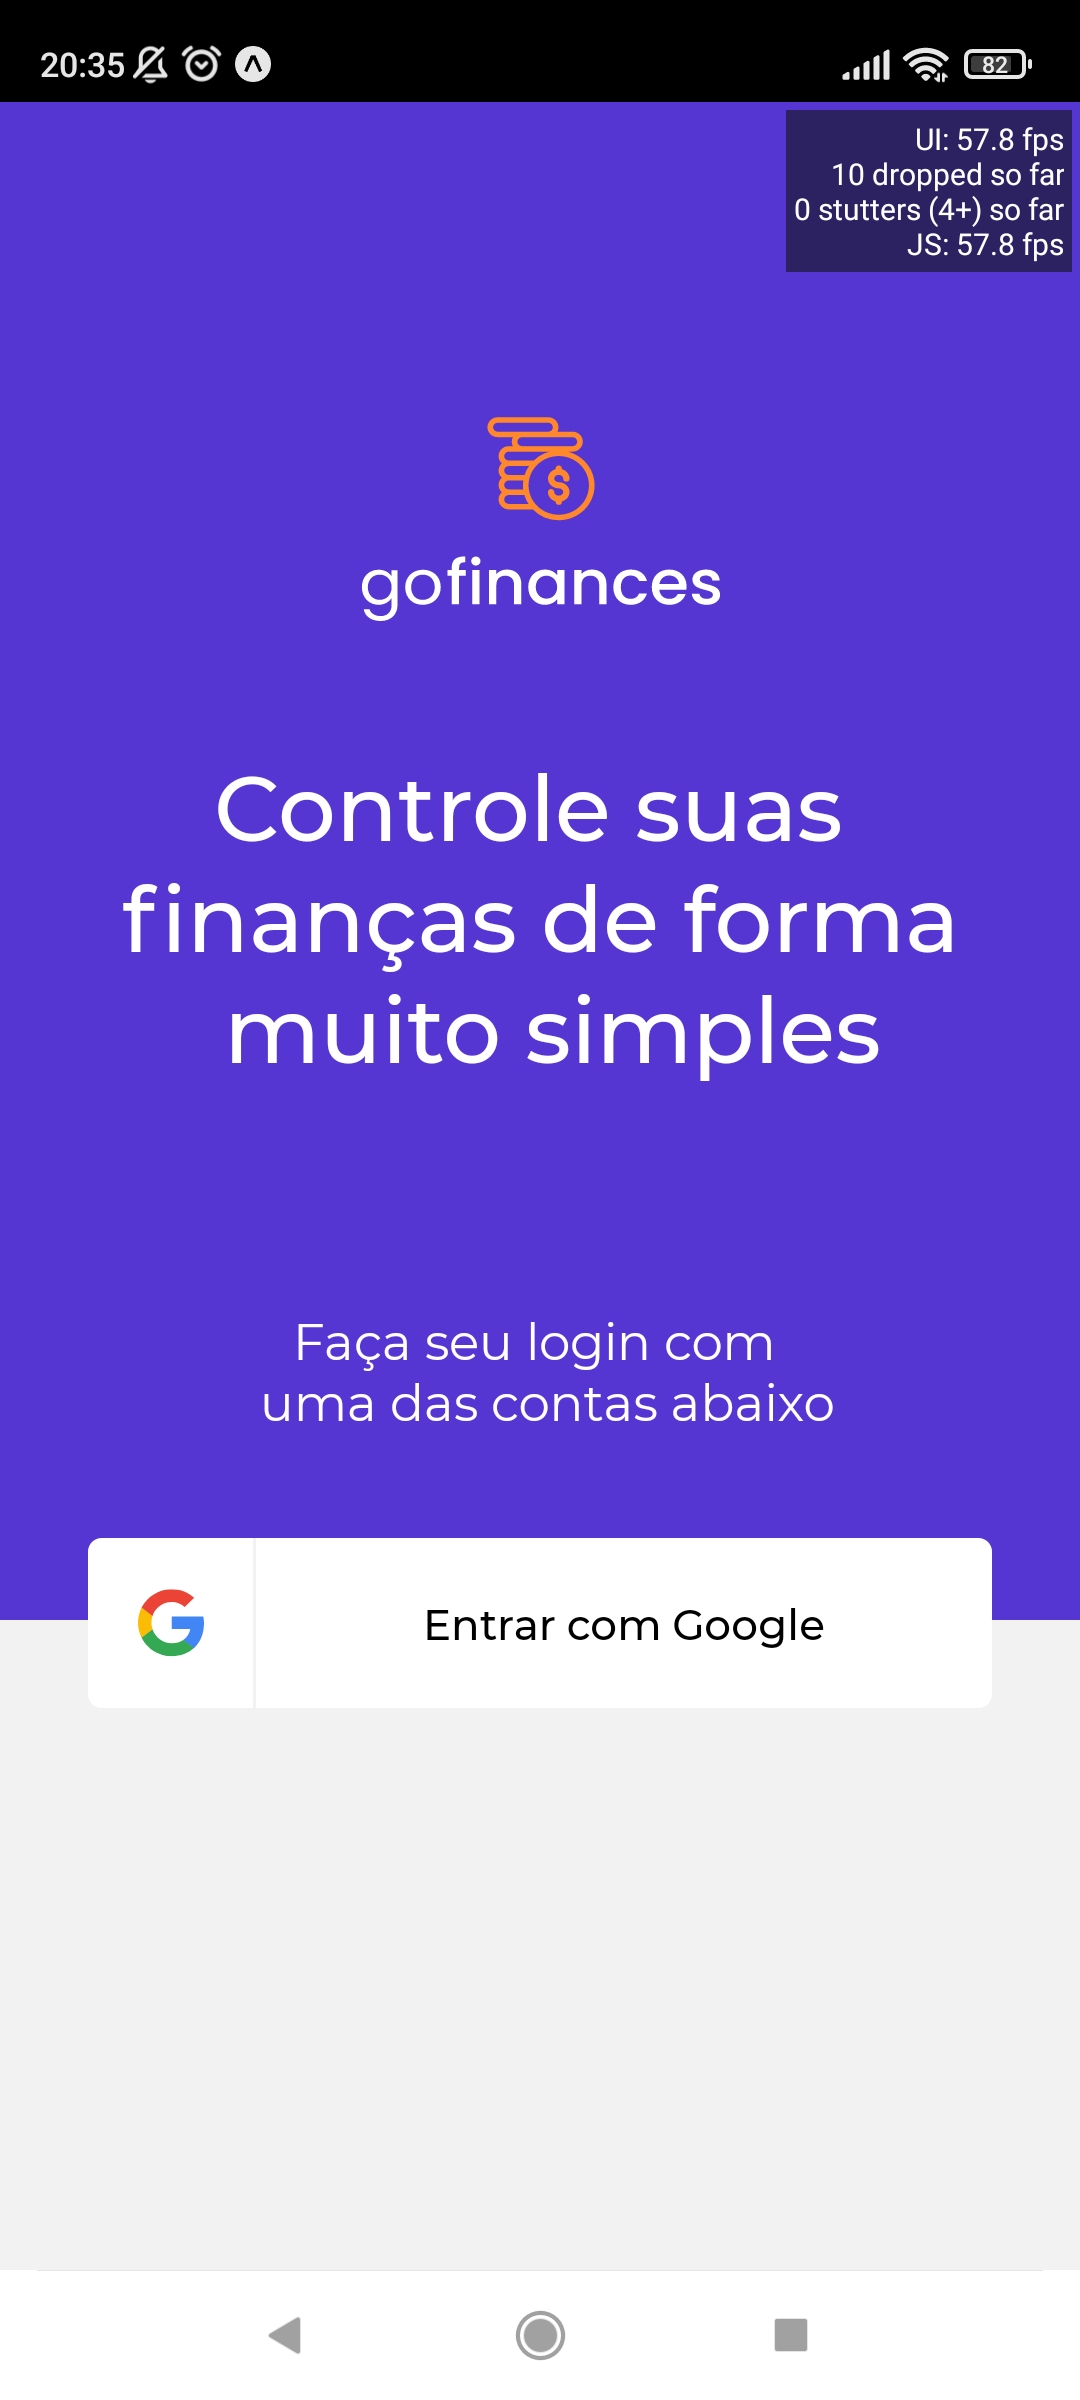 20:35
82
UI: 57.8 fps
10 dropped so far
0 stutters (4+) so far
JS: 57.8 fps
$
gofinances
Controle suas
finanças de forma
muito simples
Faça seu login com
uma das contas abaixo
G
Entrar com Google